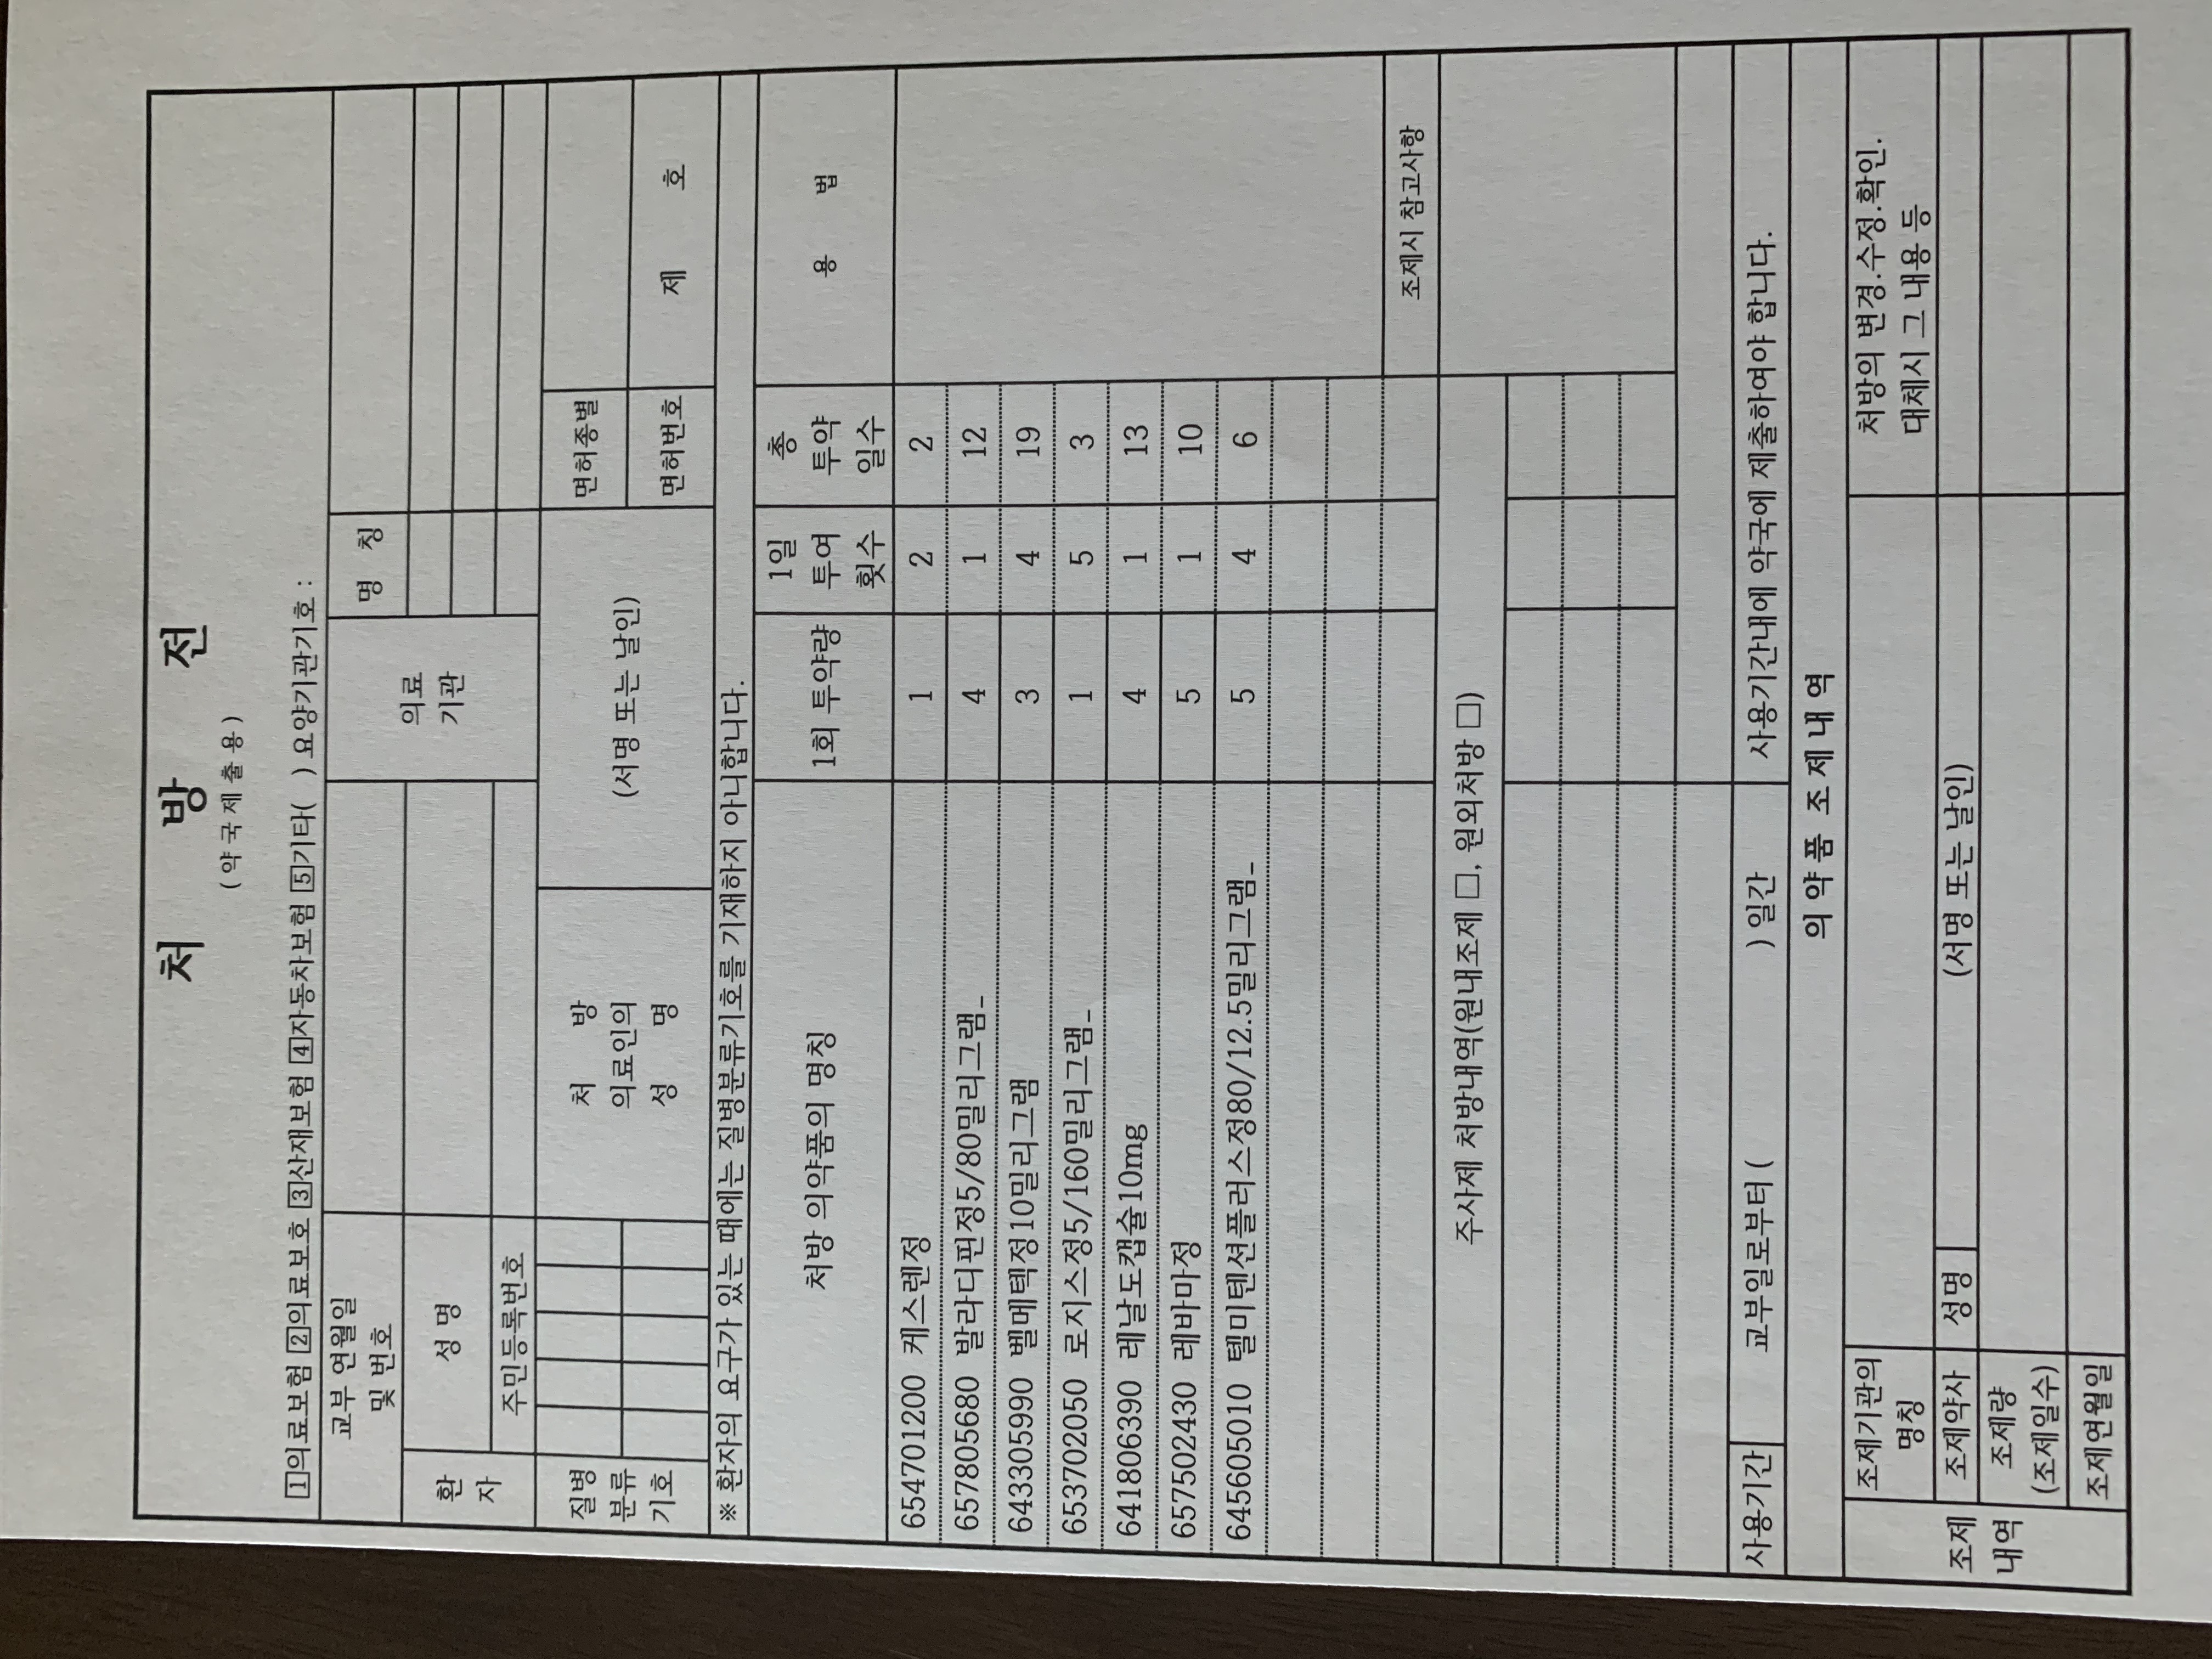 처 방 전
(약국제출용)
1의료보험 2의료보호 3산재보험 4자동차보험 5기타( ) 요양기관기호 :
교부 연월일
및 번호
환
자
성 명
주민등록번호
의료
기관
명 칭
질병
분류
기호
처 방
의료인의
성 명
(서명 또는 날인)
면허종별
면허번호
제 호
※ 환자의 요구가 있는 때에는 질병분류기호를 기재하지 아니합니다.
처방 의약품의 명칭
1회 투약량
1일
투여
횟수
총
투약
일수
용 법
654701200 케스렌정 1 2 2
657805680 발라디핀정5/80밀리그램_ 4 1 12
643305990 벨메텍정10밀리그램 3 4 19
653702050 로지스정5/160밀리그램_ 1 5 3
641806390 레날도캡슐10mg 4 1 13
657502430 레바마정 5 1 10
645605010 텔미텐션플러스정80/12.5밀리그램_ 5 4 6
조제시 참고사항
주사제 처방내역(원내조제 □, 원외처방 □)
사용기간 교부일로부터 ( ) 일간 사용기간내에 약국에 제출하여야 합니다.
의약품 조제내역
조제
내역
조제기관의
명칭
처방의 변경.수정.확인.
대체시 그 내용 등
조제약사 성명 (서명 또는 날인)
조제량
(조제일수)
조제연월일